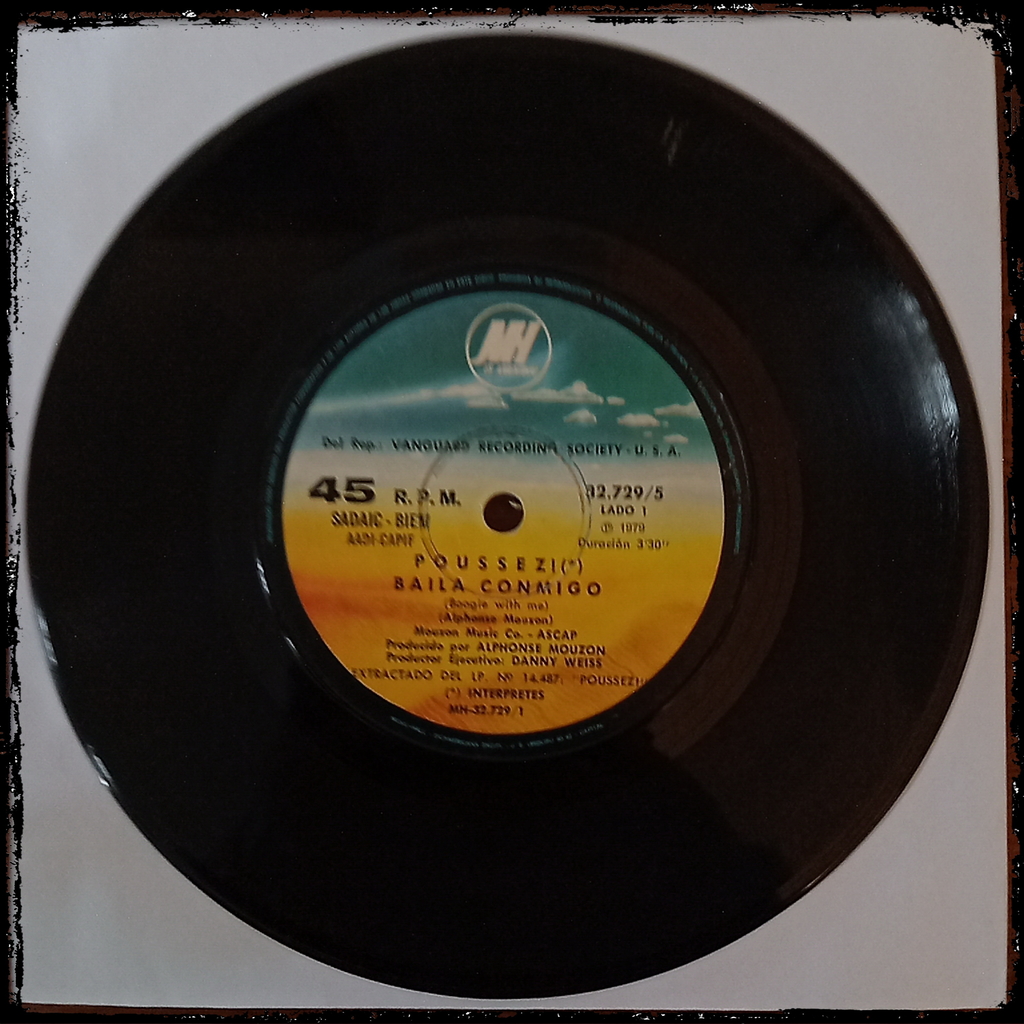 MH
Del Rep.: VANGUARD RECORDING SOCIETY - U. S. A.
45 R. P. M.
32.729/5
SADAIC - BIEM
LADO 1
AADI-CAPIF
℗ 1979
Duración 3'30''
POUSSEZ!(*)
BAILA CONMIGO
(Boogie with me)
(Alphonse Mouzon)
Mouzon Music Co. - ASCAP
Producido por ALPHONSE MOUZON
Productor Ejecutivo: DANNY WEISS
EXTRACTADO DEL LP. Nº 14.487: "POUSSEZ!"
(*) INTERPRETES
MH-32.729/1